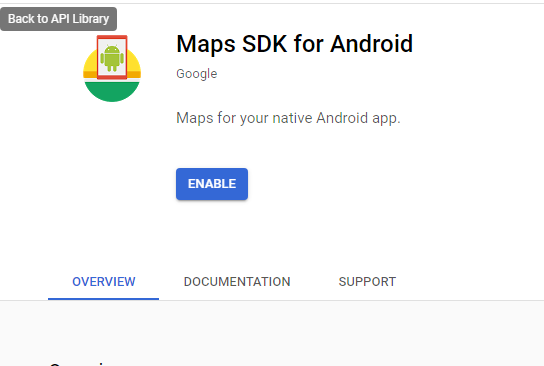 Back to API Library
Maps SDK for Android
Google
Maps for your native Android app.
ENABLE
OVERVIEW
DOCUMENTATION
SUPPORT